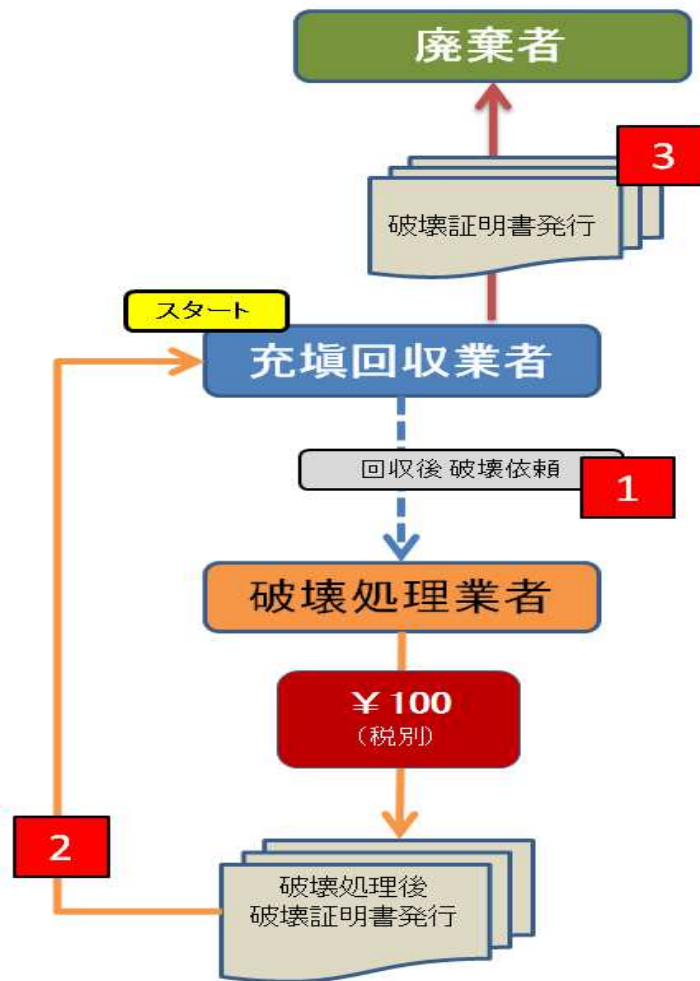 廃棄者
3
破壊証明書発行
スタート
充塡回収業者
回収後 破壊依頼
1
破壊処理業者
￥100
（税別）
2
破壊処理後
破壊証明書発行